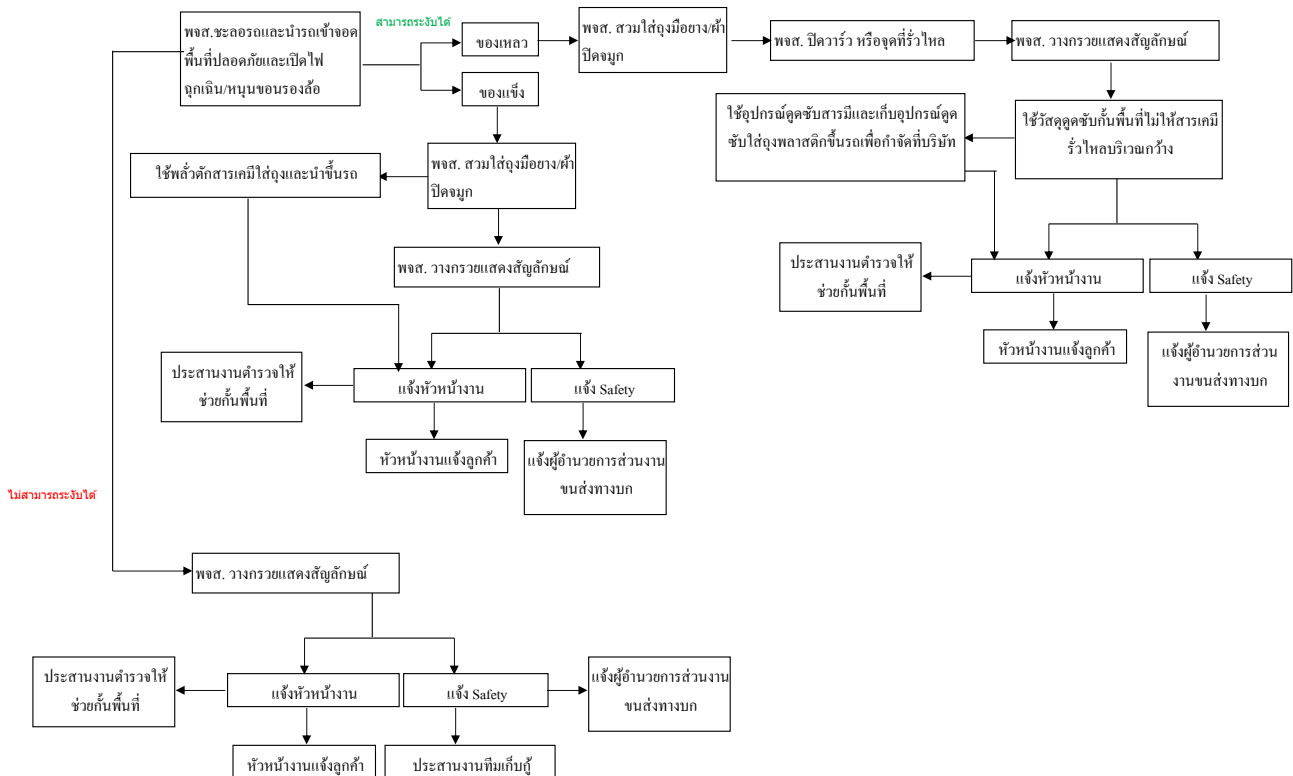 พจส.ชะลอรถและนำรถเข้าจอด
พื้นที่ปลอดภัยและเปิดไฟ
ฉุกเฉิน/หนุนขอนรองล้อ
สามารถระงับได้
ของเหลว
ของแข็ง
พจส. สวมใส่ถุงมือยาง/ผ้า
ปิดจมูก
พจส. ปิดวาร์ว หรือจุดที่รั่วไหล
พจส. วางกรวยแสดงสัญลักษณ์
ใช้อุปกรณ์ดูดซับสารมีและเก็บอุปกรณ์ดูด
ซับใส่ถุงพลาสติกขึ้นรถเพื่อกำจัดที่บริษัท
ใช้วัสดุดูดซับกั้นพื้นที่ไม่ให้สารเคมี
รั่วไหลบริเวณกว้าง
ใช้พลั่วตักสารเคมีใส่ถุงและนำขึ้นรถ
พจส. สวมใส่ถุงมือยาง/ผ้า
ปิดจมูก
พจส. วางกรวยแสดงสัญลักษณ์
ประสานงานตำรวจให้
ช่วยกั้นพื้นที่
แจ้งหัวหน้างาน
แจ้ง Safety
หัวหน้างานแจ้งลูกค้า
แจ้งผู้อำนวยการส่วน
งานขนส่งทางบก
ประสานงานตำรวจให้
ช่วยกั้นพื้นที่
แจ้งหัวหน้างาน
แจ้ง Safety
หัวหน้างานแจ้งลูกค้า
แจ้งผู้อำนวยการส่วนงาน
ขนส่งทางบก
ไม่สามารถระงับได้
พจส. วางกรวยแสดงสัญลักษณ์
ประสานงานตำรวจให้
ช่วยกั้นพื้นที่
แจ้งหัวหน้างาน
แจ้ง Safety
แจ้งผู้อำนวยการส่วนงาน
ขนส่งทางบก
หัวหน้างานแจ้งลูกค้า
ประสานงานทีมเก็บกู้